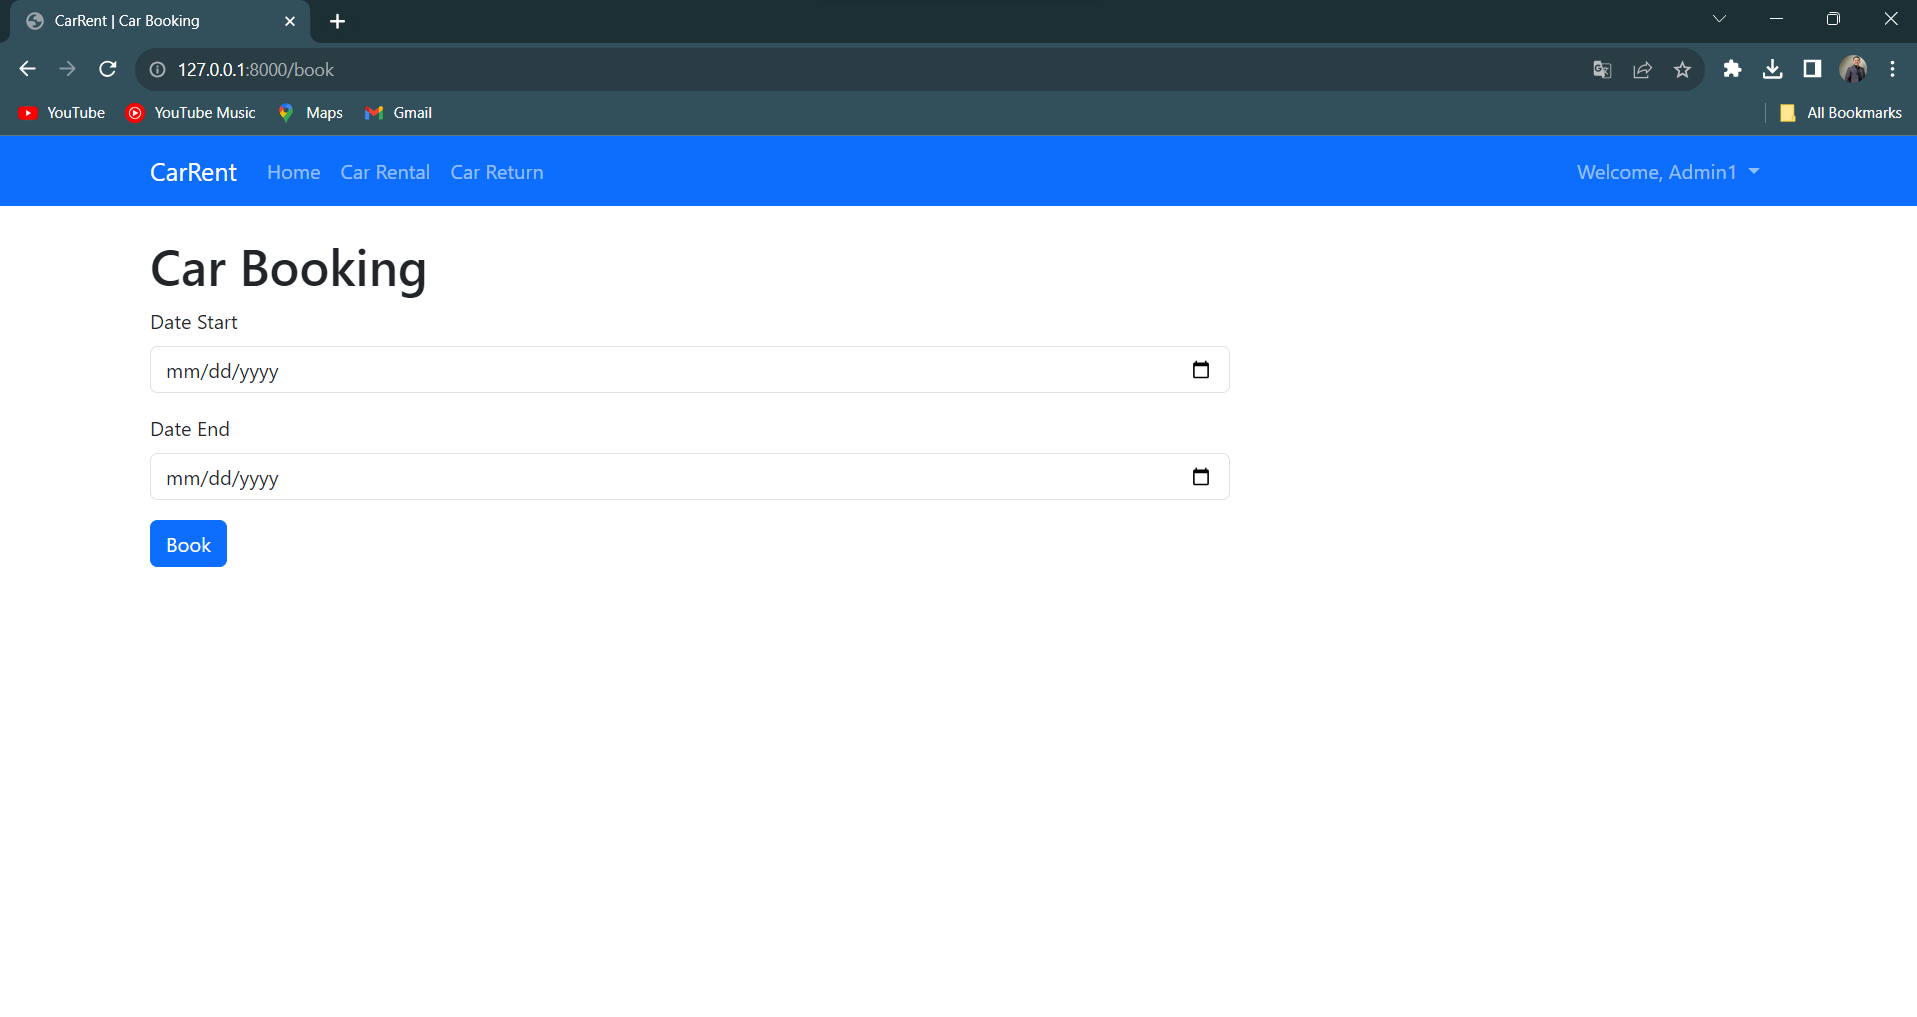 CarRent | Car Booking
127.0.0.1:8000/book
YouTube YouTube Music Maps Gmail All Bookmarks
CarRent Home Car Rental Car Return Welcome, Admin1
Car Booking
Date Start
mm/dd/yyyy
Date End
mm/dd/yyyy
Book